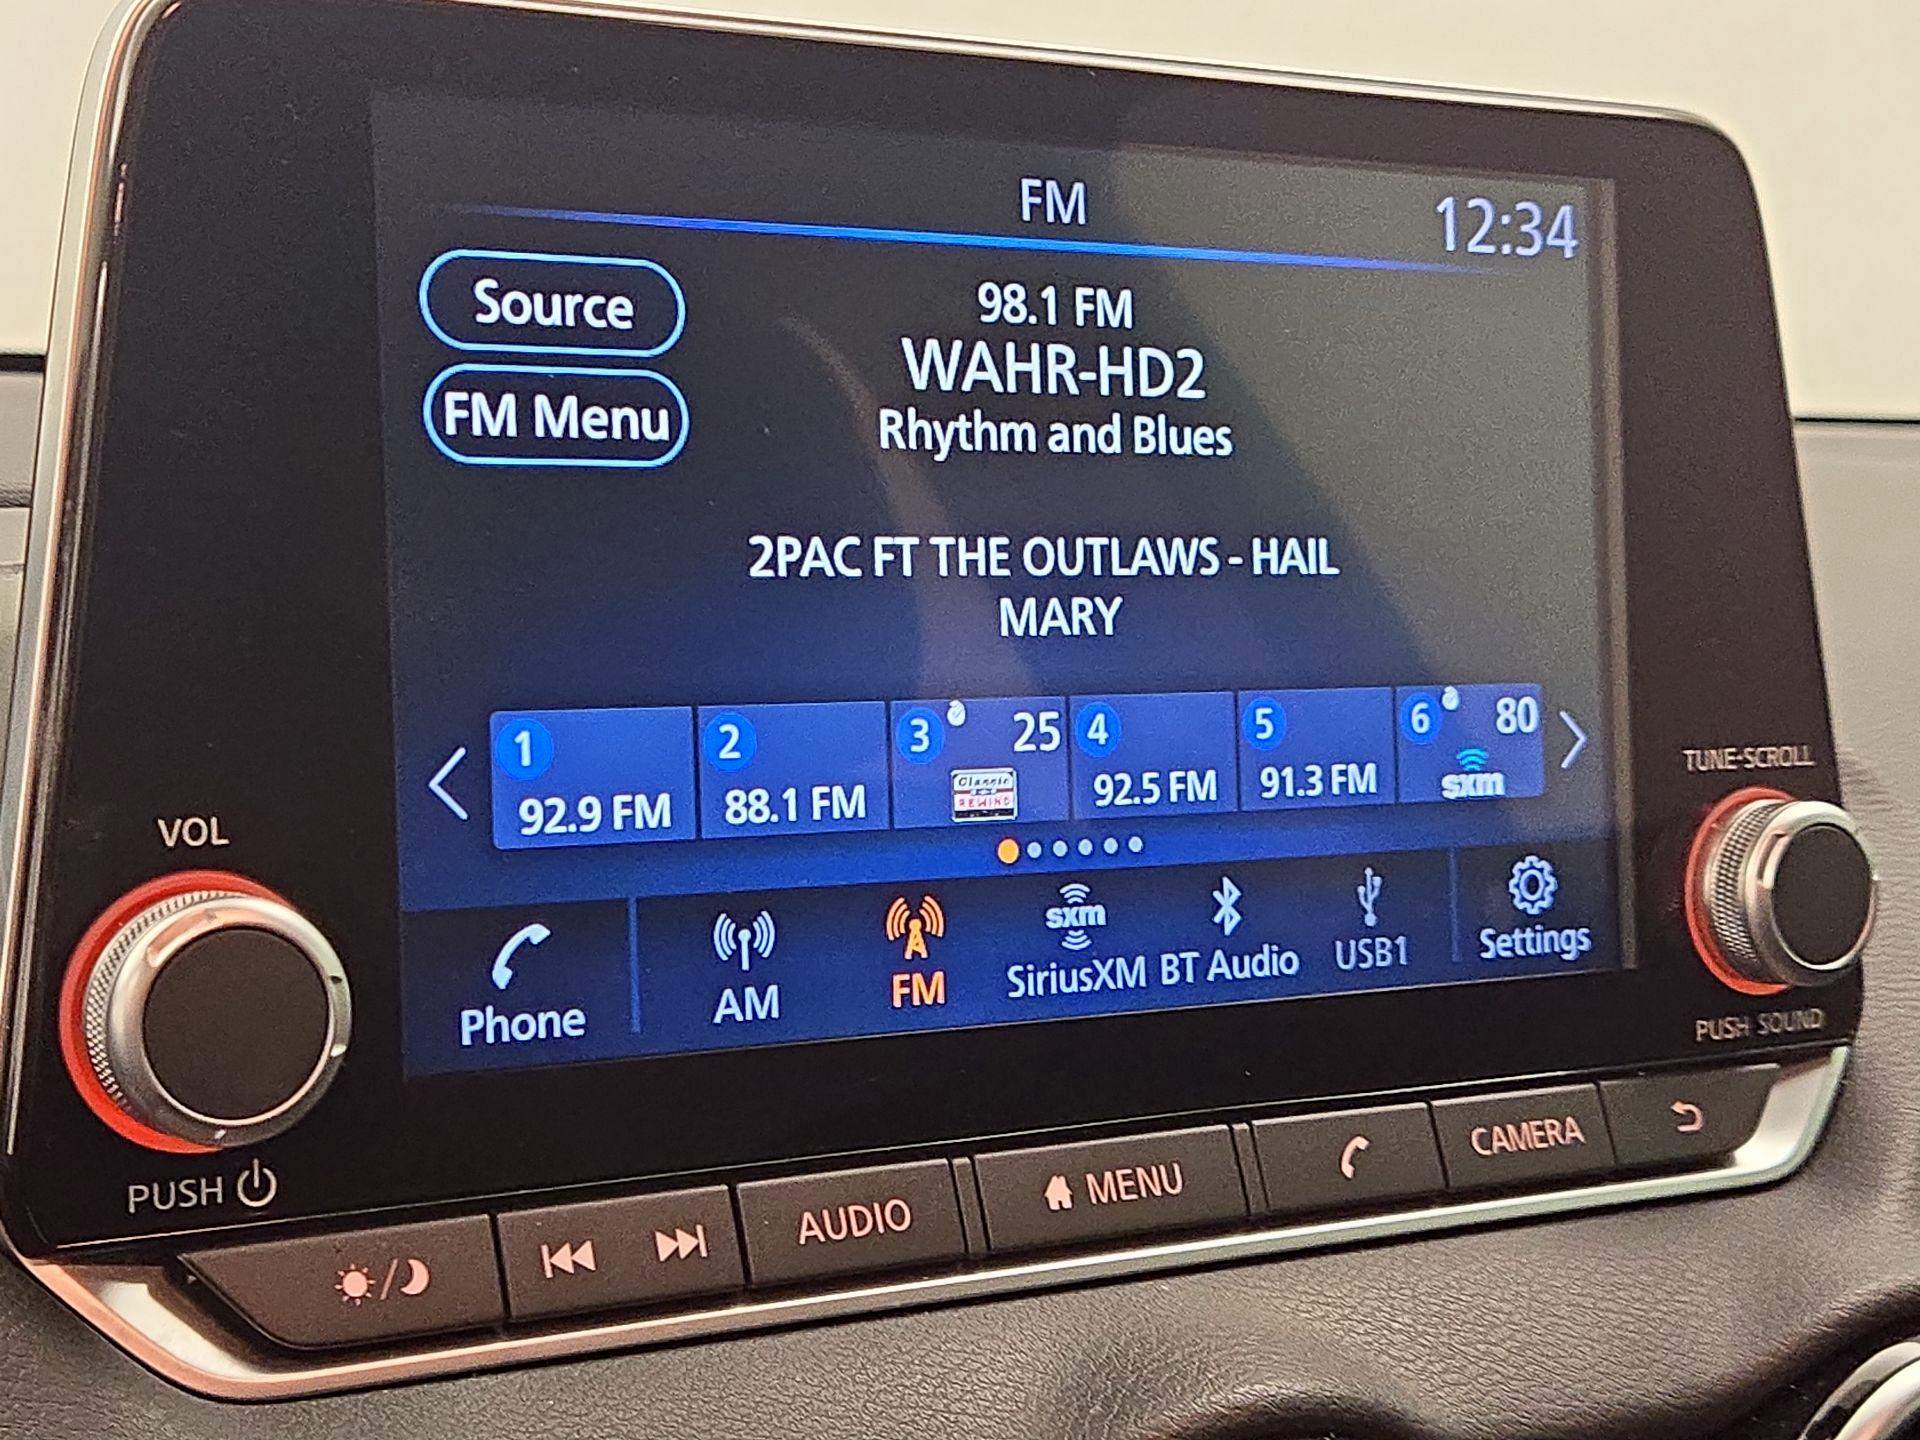 FM
12:34
Source
98.1 FM
WAHR-HD2
FM Menu
Rhythm and Blues
2PAC FT THE OUTLAWS - HAIL
MARY
1
92.9 FM
2
88.1 FM
3 25
Classic
REWIND
4
92.5 FM
5
91.3 FM
6 80
sxm
Phone
AM
FM
sxm
SiriusXM
BT Audio
USB1
Settings
VOL
PUSH
TUNE-SCROLL
PUSH SOUND
AUDIO
MENU
CAMERA